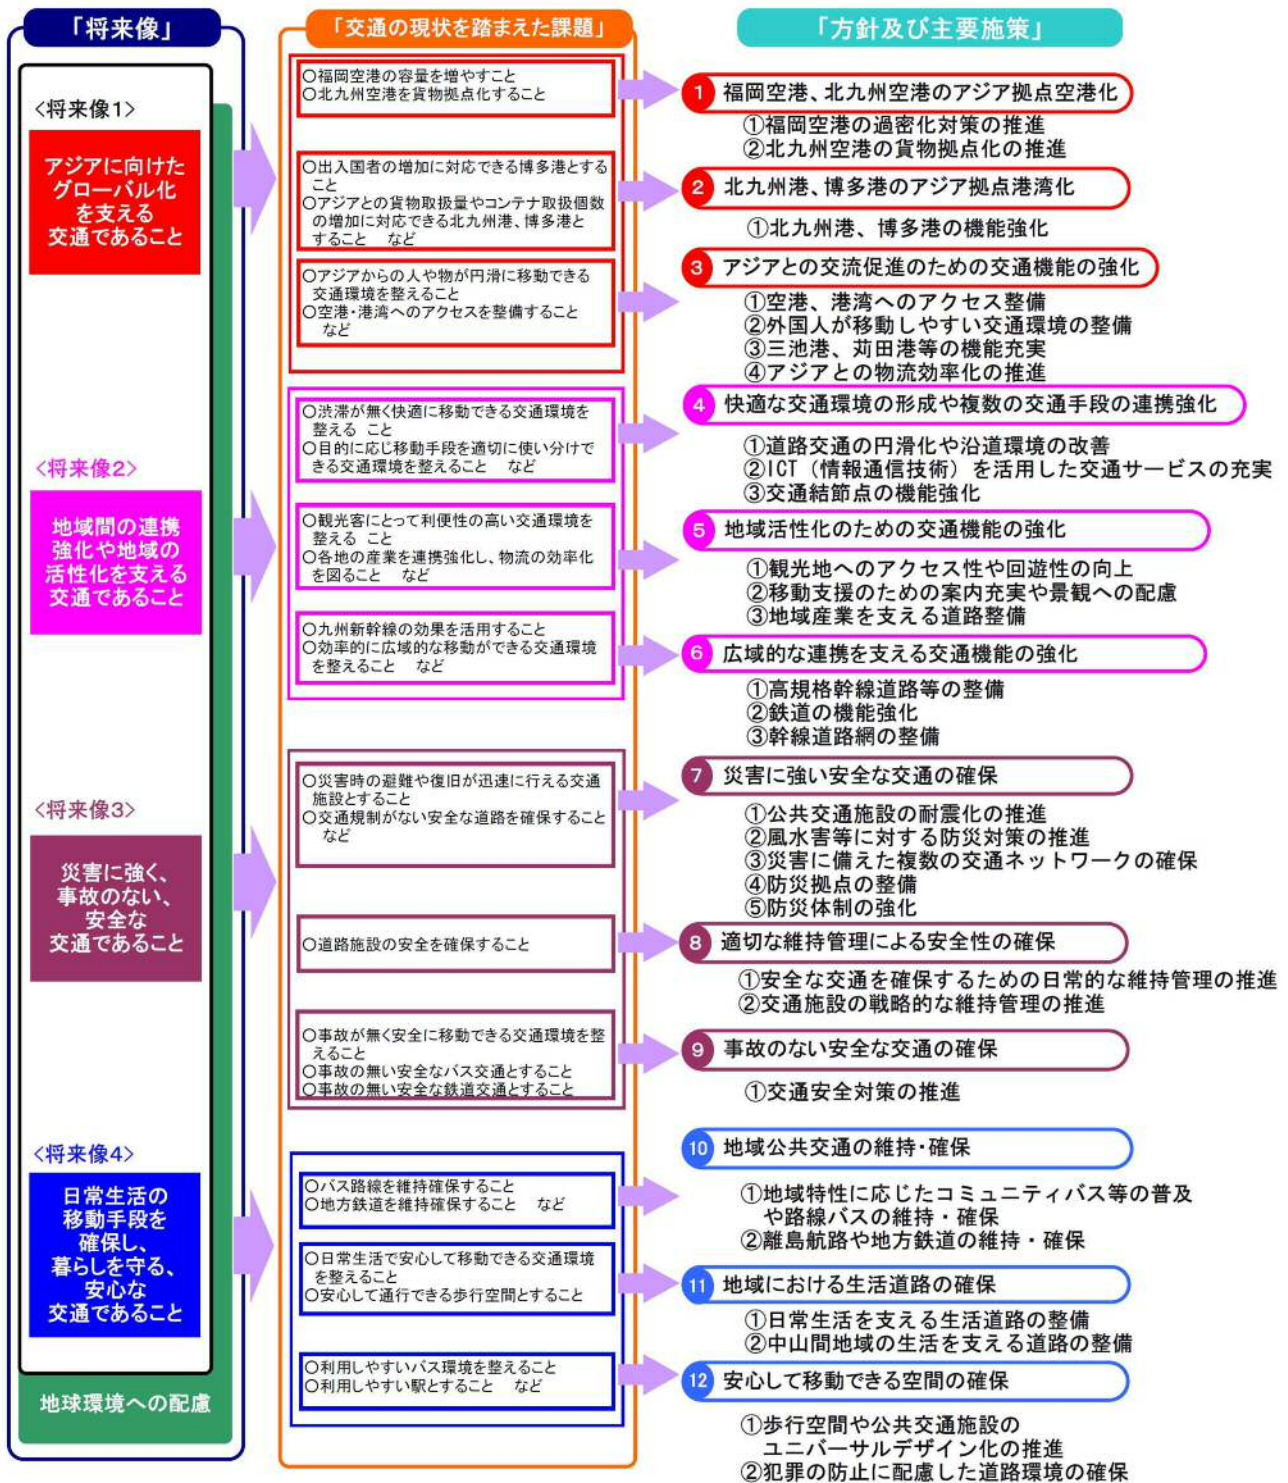 「将来像」
<将来像1>
アジアに向けた
グローバル化
を支える
交通であること
<将来像2>
地域間の連携
強化や地域の
活性化を支える
交通であること
<将来像3>
災害に強く、
事故のない、
安全な
交通であること
<将来像4>
日常生活の
移動手段を
確保し、
暮らしを守る、
安心な
交通であること
地球環境への配慮
「交通の現状を踏まえた課題」
○福岡空港の容量を増やすこと
○北九州空港を貨物拠点化すること
○出入国者の増加に対応できる博多港とする
こと
○アジアとの貨物取扱量やコンテナ取扱個数
の増加に対応できる北九州港、博多港と
すること など
○アジアからの人や物が円滑に移動できる
交通環境を整えること
○空港・港湾へのアクセスを整備すること
など
○渋滞が無く快適に移動できる交通環境を
整える こと
○目的に応じ移動手段を適切に使い分けで
きる交通環境を整えること など
○観光客にとって利便性の高い交通環境を
整える こと
○各地の産業を連携強化し、物流の効率化
を図ること など
○九州新幹線の効果を活用すること
○効率的に広域的な移動ができる交通環境
を整えること など
○災害時の避難や復旧が迅速に行える交通
施設とすること
○交通規制がない安全な道路を確保すること
など
○道路施設の安全を確保すること
○事故が無く安全に移動できる交通環境を整
えること
○事故の無い安全なバス交通とすること
○事故の無い安全な鉄道交通とすること
○バス路線を維持確保すること
○地方鉄道を維持確保すること など
○日常生活で安心して移動できる交通環境
を整えること
○安心して通行できる歩行空間とすること
○利用しやすいバス環境を整えること
○利用しやすい駅とすること など
「方針及び主要施策」
1 福岡空港、北九州空港のアジア拠点空港化
①福岡空港の過密化対策の推進
②北九州空港の貨物拠点化の推進
2 北九州港、博多港のアジア拠点港湾化
①北九州港、博多港の機能強化
3 アジアとの交流促進のための交通機能の強化
①空港、港湾へのアクセス整備
②外国人が移動しやすい交通環境の整備
③三池港、苅田港等の機能充実
④アジアとの物流効率化の推進
4 快適な交通環境の形成や複数の交通手段の連携強化
①道路交通の円滑化や沿道環境の改善
②ICT（情報通信技術）を活用した交通サービスの充実
③交通結節点の機能強化
5 地域活性化のための交通機能の強化
①観光地へのアクセス性や回遊性の向上
②移動支援のための案内充実や景観への配慮
③地域産業を支える道路整備
6 広域的な連携を支える交通機能の強化
①高規格幹線道路等の整備
②鉄道の機能強化
③幹線道路網の整備
7 災害に強い安全な交通の確保
①公共交通施設の耐震化の推進
②風水害等に対する防災対策の推進
③災害に備えた複数の交通ネットワークの確保
④防災拠点の整備
⑤防災体制の強化
8 適切な維持管理による安全性の確保
①安全な交通を確保するための日常的な維持管理の推進
②交通施設の戦略的な維持管理の推進
9 事故のない安全な交通の確保
①交通安全対策の推進
10 地域公共交通の維持・確保
①地域特性に応じたコミュニティバス等の普及
や路線バスの維持・確保
②離島航路や地方鉄道の維持・確保
11 地域における生活道路の確保
①日常生活を支える生活道路の整備
②中山間地域の生活を支える道路の整備
12 安心して移動できる空間の確保
①歩行空間や公共交通施設の
ユニバーサルデザイン化の推進
②犯罪の防止に配慮した道路環境の確保